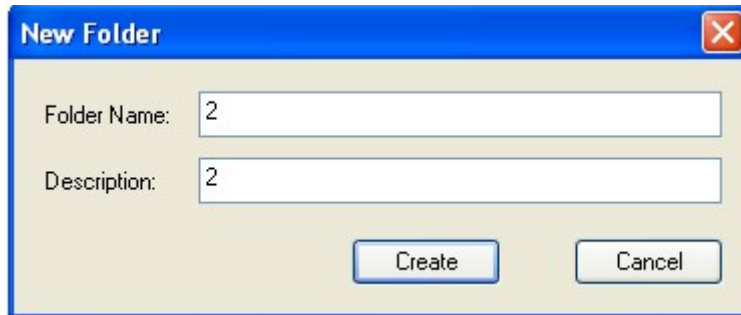 New Folder
Folder Name: 2
Description: 2
Create Cancel